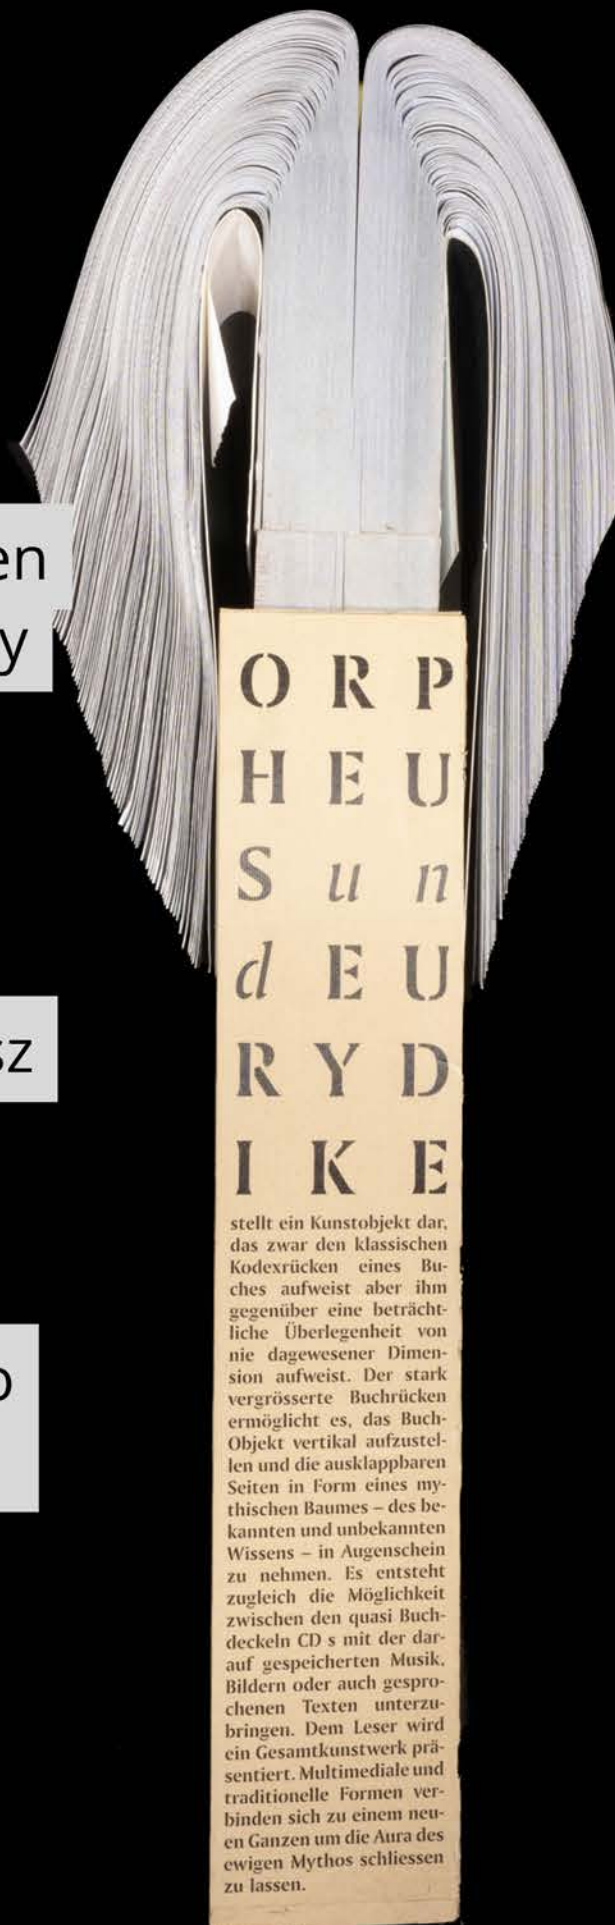 en
y
sz
o
O R P
H E U
S u n
d E U
R Y D
I K E
stellt ein Kunstobjekt dar,
das zwar den klassischen
Kodexrücken eines Bu-
ches aufweist aber ihm
gegenüber eine beträcht-
liche Überlegenheit von
nie dagewesener Dimen-
sion aufweist. Der stark
vergrösserte Buchrücken
ermöglicht es, das Buch-
Objekt vertikal aufzustel-
len und die ausklappbaren
Seiten in Form eines my-
thischen Baumes – des be-
kannten und unbekannten
Wissens – in Augenschein
zu nehmen. Es entsteht
zugleich die Möglichkeit
zwischen den quasi Buch-
deckeln CD s mit der dar-
auf gespeicherten Musik,
Bildern oder auch gespro-
chenen Texten unterzu-
bringen. Dem Leser wird
ein Gesamtkunstwerk prä-
sentiert. Multimediale und
traditionelle Formen ver-
binden sich zu einem neu-
en Ganzen um die Aura des
ewigen Mythos schliessen
zu lassen.